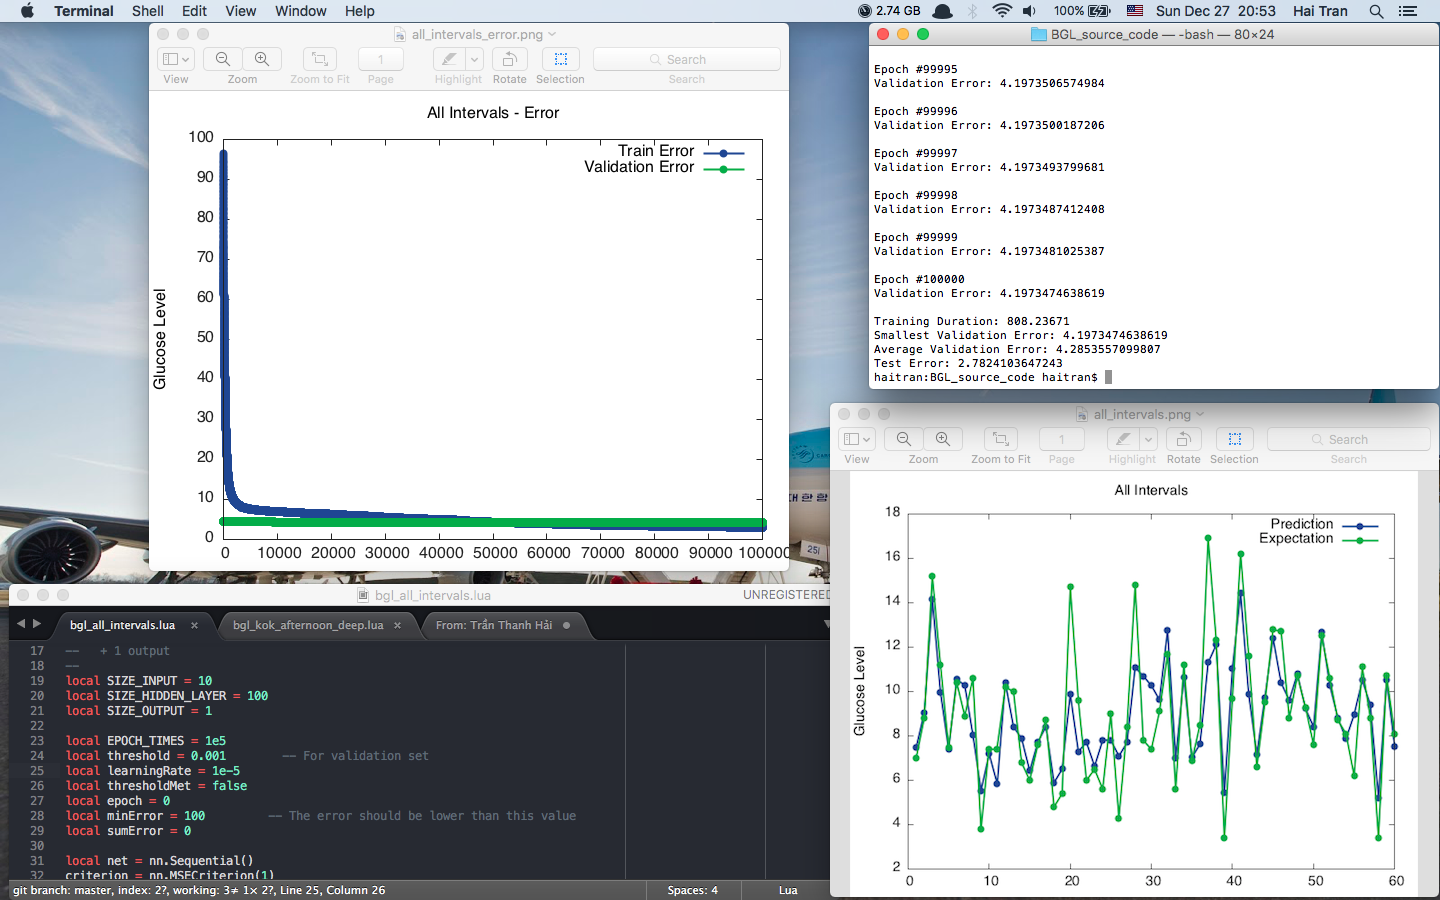 Terminal Shell Edit View Window Help
2.74 GB 100% Sun Dec 27 20:53 Hai Tran
all_intervals_error.png
1
Search
View Zoom Zoom to Fit Page Highlight Rotate Selection Search
All Intervals - Error
Train Error
Validation Error
Glucose Level
100
90
80
70
60
50
40
30
20
10
0
0 10000 20000 30000 40000 50000 60000 70000 80000 90000 100000
BGL_source_code — -bash — 80×24
Epoch #99995
Validation Error: 4.1973506574984
Epoch #99996
Validation Error: 4.1973500187206
Epoch #99997
Validation Error: 4.1973493799681
Epoch #99998
Validation Error: 4.1973487412408
Epoch #99999
Validation Error: 4.1973481025387
Epoch #100000
Validation Error: 4.1973474638619
Training Duration: 808.23671
Smallest Validation Error: 4.1973474638619
Average Validation Error: 4.2853557099807
Test Error: 2.7824103647243
haitran:BGL_source_code haitran$
대한항
251
bgl_all_intervals.lua
UNREGISTERED
bgl_all_intervals.lua × bgl_kok_afternoon_deep.lua × From: Trần Thanh Hải
17 -- + 1 output
18 --
19 local SIZE_INPUT = 10
20 local SIZE_HIDDEN_LAYER = 100
21 local SIZE_OUTPUT = 1
22
23 local EPOCH_TIMES = 1e5
24 local threshold = 0.001 -- For validation set
25 local learningRate = 1e-5
26 local thresholdMet = false
27 local epoch = 0
28 local minError = 100 -- The error should be lower than this value
29 local sumError = 0
30
31 local net = nn.Sequential()
32 criterion = nn.MSECriterion(1)
git branch: master, index: 2?, working: 3≠ 1× 2?, Line 25, Column 26
Spaces: 4
Lua
all_intervals.png
1
Search
View Zoom Zoom to Fit Page Highlight Rotate Selection Search
All Intervals
Prediction
Expectation
Glucose Level
18
16
14
12
10
8
6
4
2
0 10 20 30 40 50 60